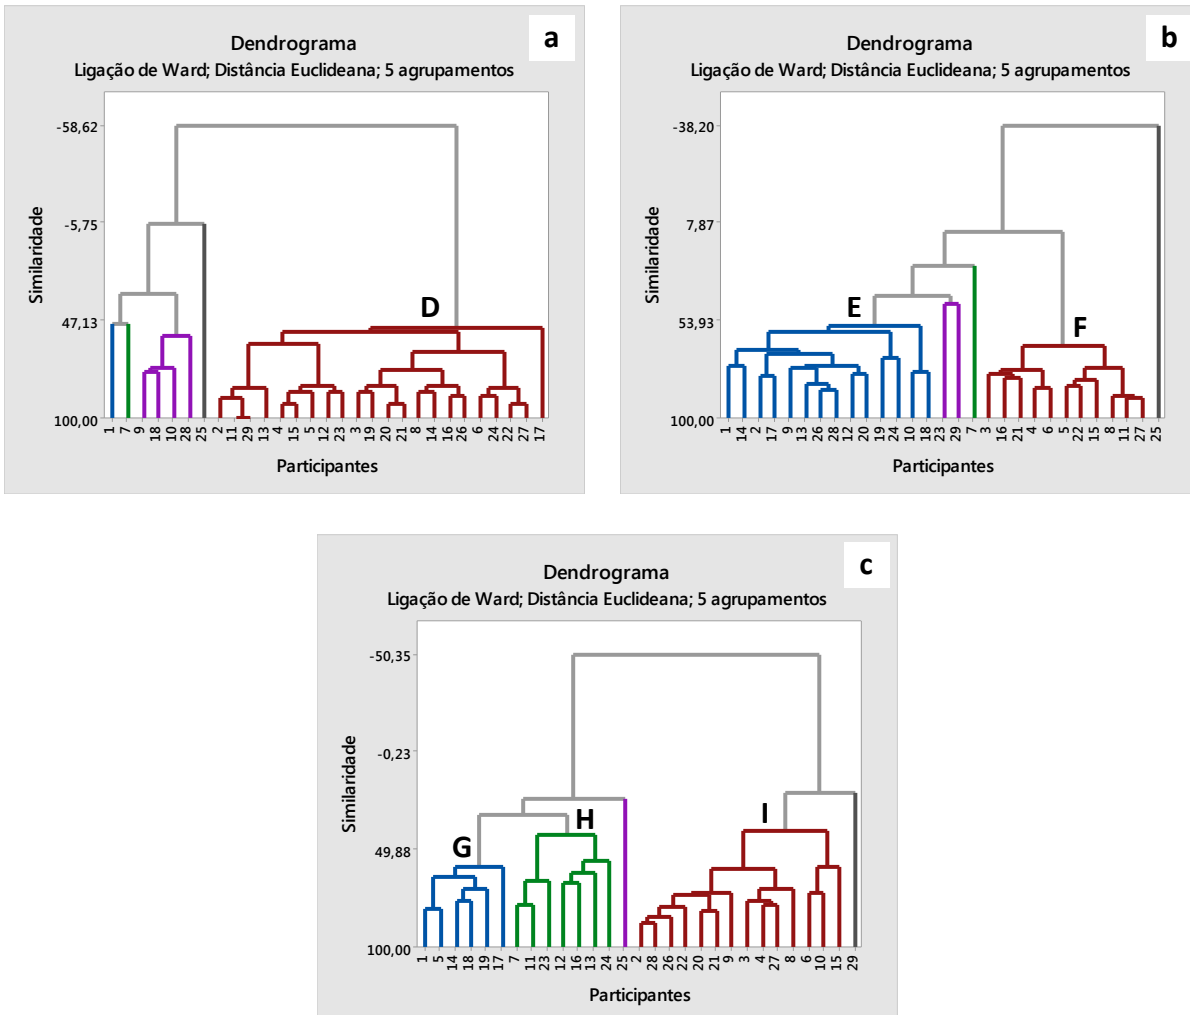 a
Dendrograma
Ligação de Ward; Distância Euclideana; 5 agrupamentos
-58,62
-5,75
47,13
100,00
Similaridade
D
1 7 9 18 10 28 25 2 11 29 13 4 15 5 12 23 3 19 20 21 8 14 16 26 6 24 22 27 17
Participantes
b
Dendrograma
Ligação de Ward; Distância Euclideana; 5 agrupamentos
-38,20
7,87
53,93
100,00
Similaridade
E
F
1 14 2 17 9 13 26 28 12 20 19 24 10 18 23 29 7 3 16 21 4 6 5 22 15 8 11 27 25
Participantes
c
Dendrograma
Ligação de Ward; Distância Euclideana; 5 agrupamentos
-50,35
-0,23
49,88
100,00
Similaridade
G
H
I
1 5 14 18 19 17 7 11 23 12 16 13 24 25 2 28 26 22 20 21 9 3 4 27 8 6 10 15 29
Participantes